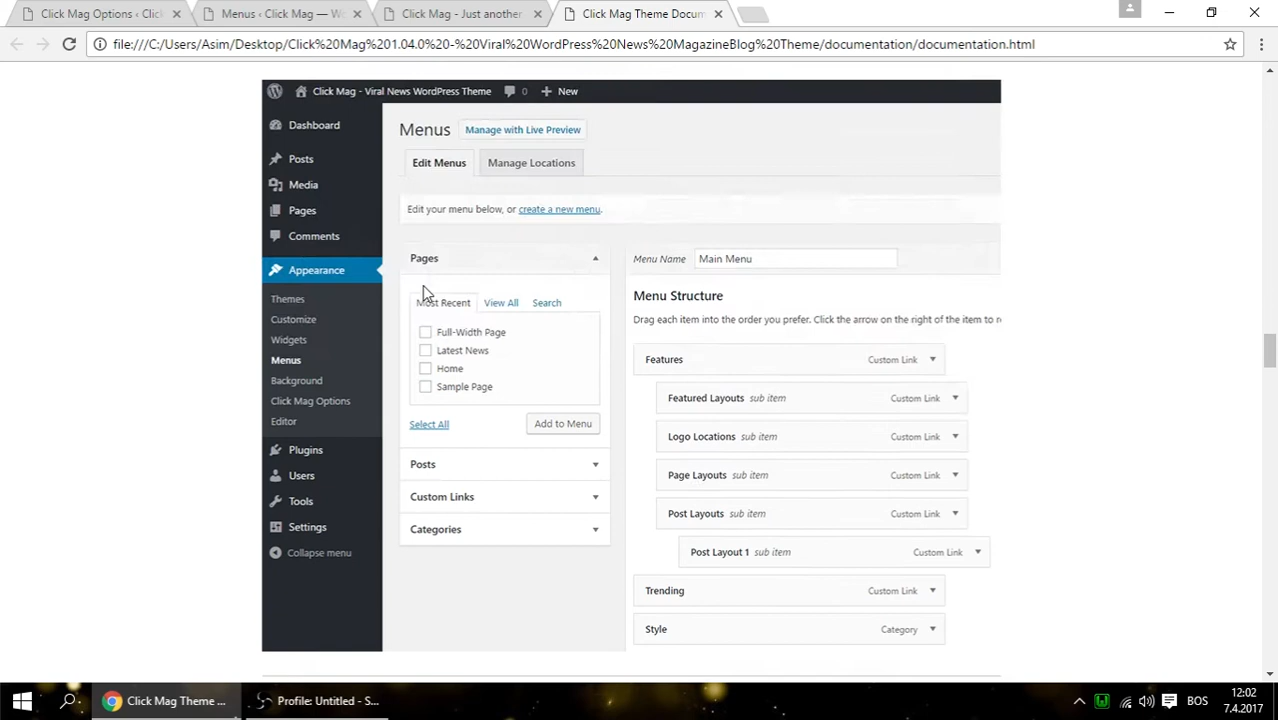 Click Mag Options ‹ Click
Menus ‹ Click Mag — Wo
Click Mag - Just another
Click Mag Theme Docum
file:///C:/Users/Asim/Desktop/Click%20Mag%201.04.0%20-%20Viral%20WordPress%20News%20MagazineBlog%20Theme/documentation/documentation.html
Click Mag - Viral News WordPress Theme 0 + New
Dashboard
Posts
Media
Pages
Comments
Appearance
Themes
Customize
Widgets
Menus
Background
Click Mag Options
Editor
Plugins
Users
Tools
Settings
Collapse menu
Menus Manage with Live Preview
Edit Menus Manage Locations
Edit your menu below, or create a new menu.
Pages
Most Recent View All Search
Full-Width Page
Latest News
Home
Sample Page
Select All Add to Menu
Posts
Custom Links
Categories
Menu Name Main Menu
Menu Structure
Drag each item into the order you prefer. Click the arrow on the right of the item to r
Features Custom Link
Featured Layouts sub item Custom Link
Logo Locations sub item Custom Link
Page Layouts sub item Custom Link
Post Layouts sub item Custom Link
Post Layout 1 sub item Custom Link
Trending Custom Link
Style Category
Click Mag Theme ...
Profile: Untitled - S...
BOS
12:02
7.4.2017